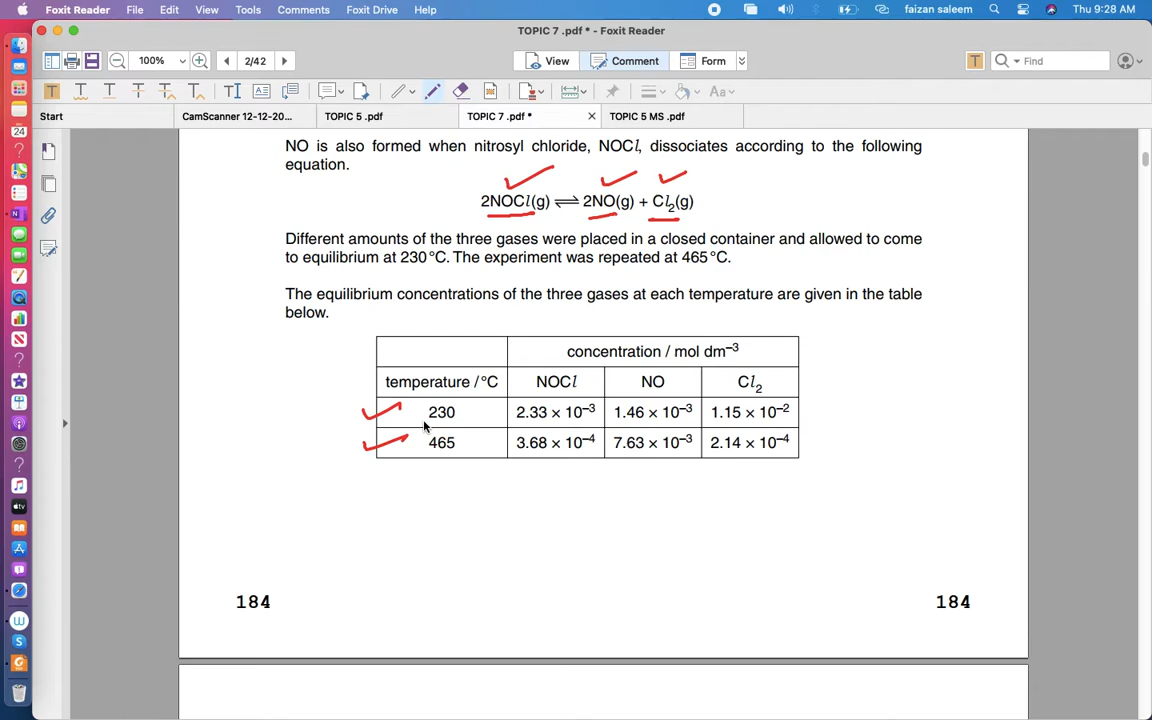 Foxit Reader File Edit View Tools Comments Foxit Drive Help faizan saleem Thu 9:28 AM
TOPIC 7 .pdf * - Foxit Reader
100% 2/42 View Comment Form Find
Start CamScanner 12-12-20... TOPIC 5 .pdf TOPIC 7 .pdf * TOPIC 5 MS .pdf
NO is also formed when nitrosyl chloride, NOCl, dissociates according to the following
equation.
2NOCl(g) ⇌ 2NO(g) + Cl₂(g)
Different amounts of the three gases were placed in a closed container and allowed to come
to equilibrium at 230 °C. The experiment was repeated at 465 °C.
The equilibrium concentrations of the three gases at each temperature are given in the table
below.
concentration / mol dm⁻³
temperature / °C NOCl NO Cl₂
230 2.33 × 10⁻³ 1.46 × 10⁻³ 1.15 × 10⁻²
465 3.68 × 10⁻⁴ 7.63 × 10⁻³ 2.14 × 10⁻⁴
184 184